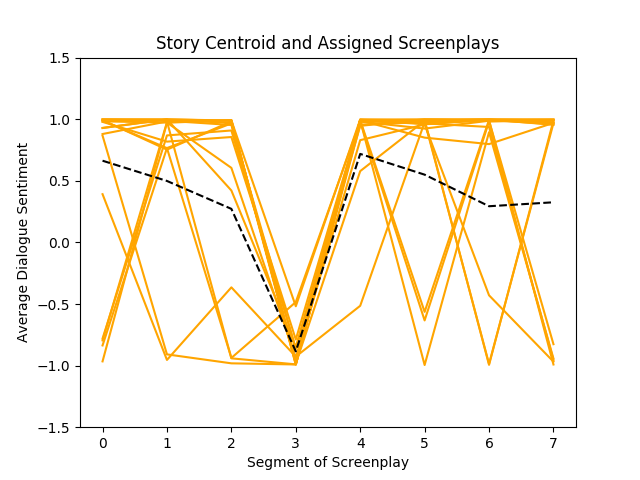 Story Centroid and Assigned Screenplays
1.5
1.0
0.5
0.0
−0.5
−1.0
−1.5
Average Dialogue Sentiment
0 1 2 3 4 5 6 7
Segment of Screenplay